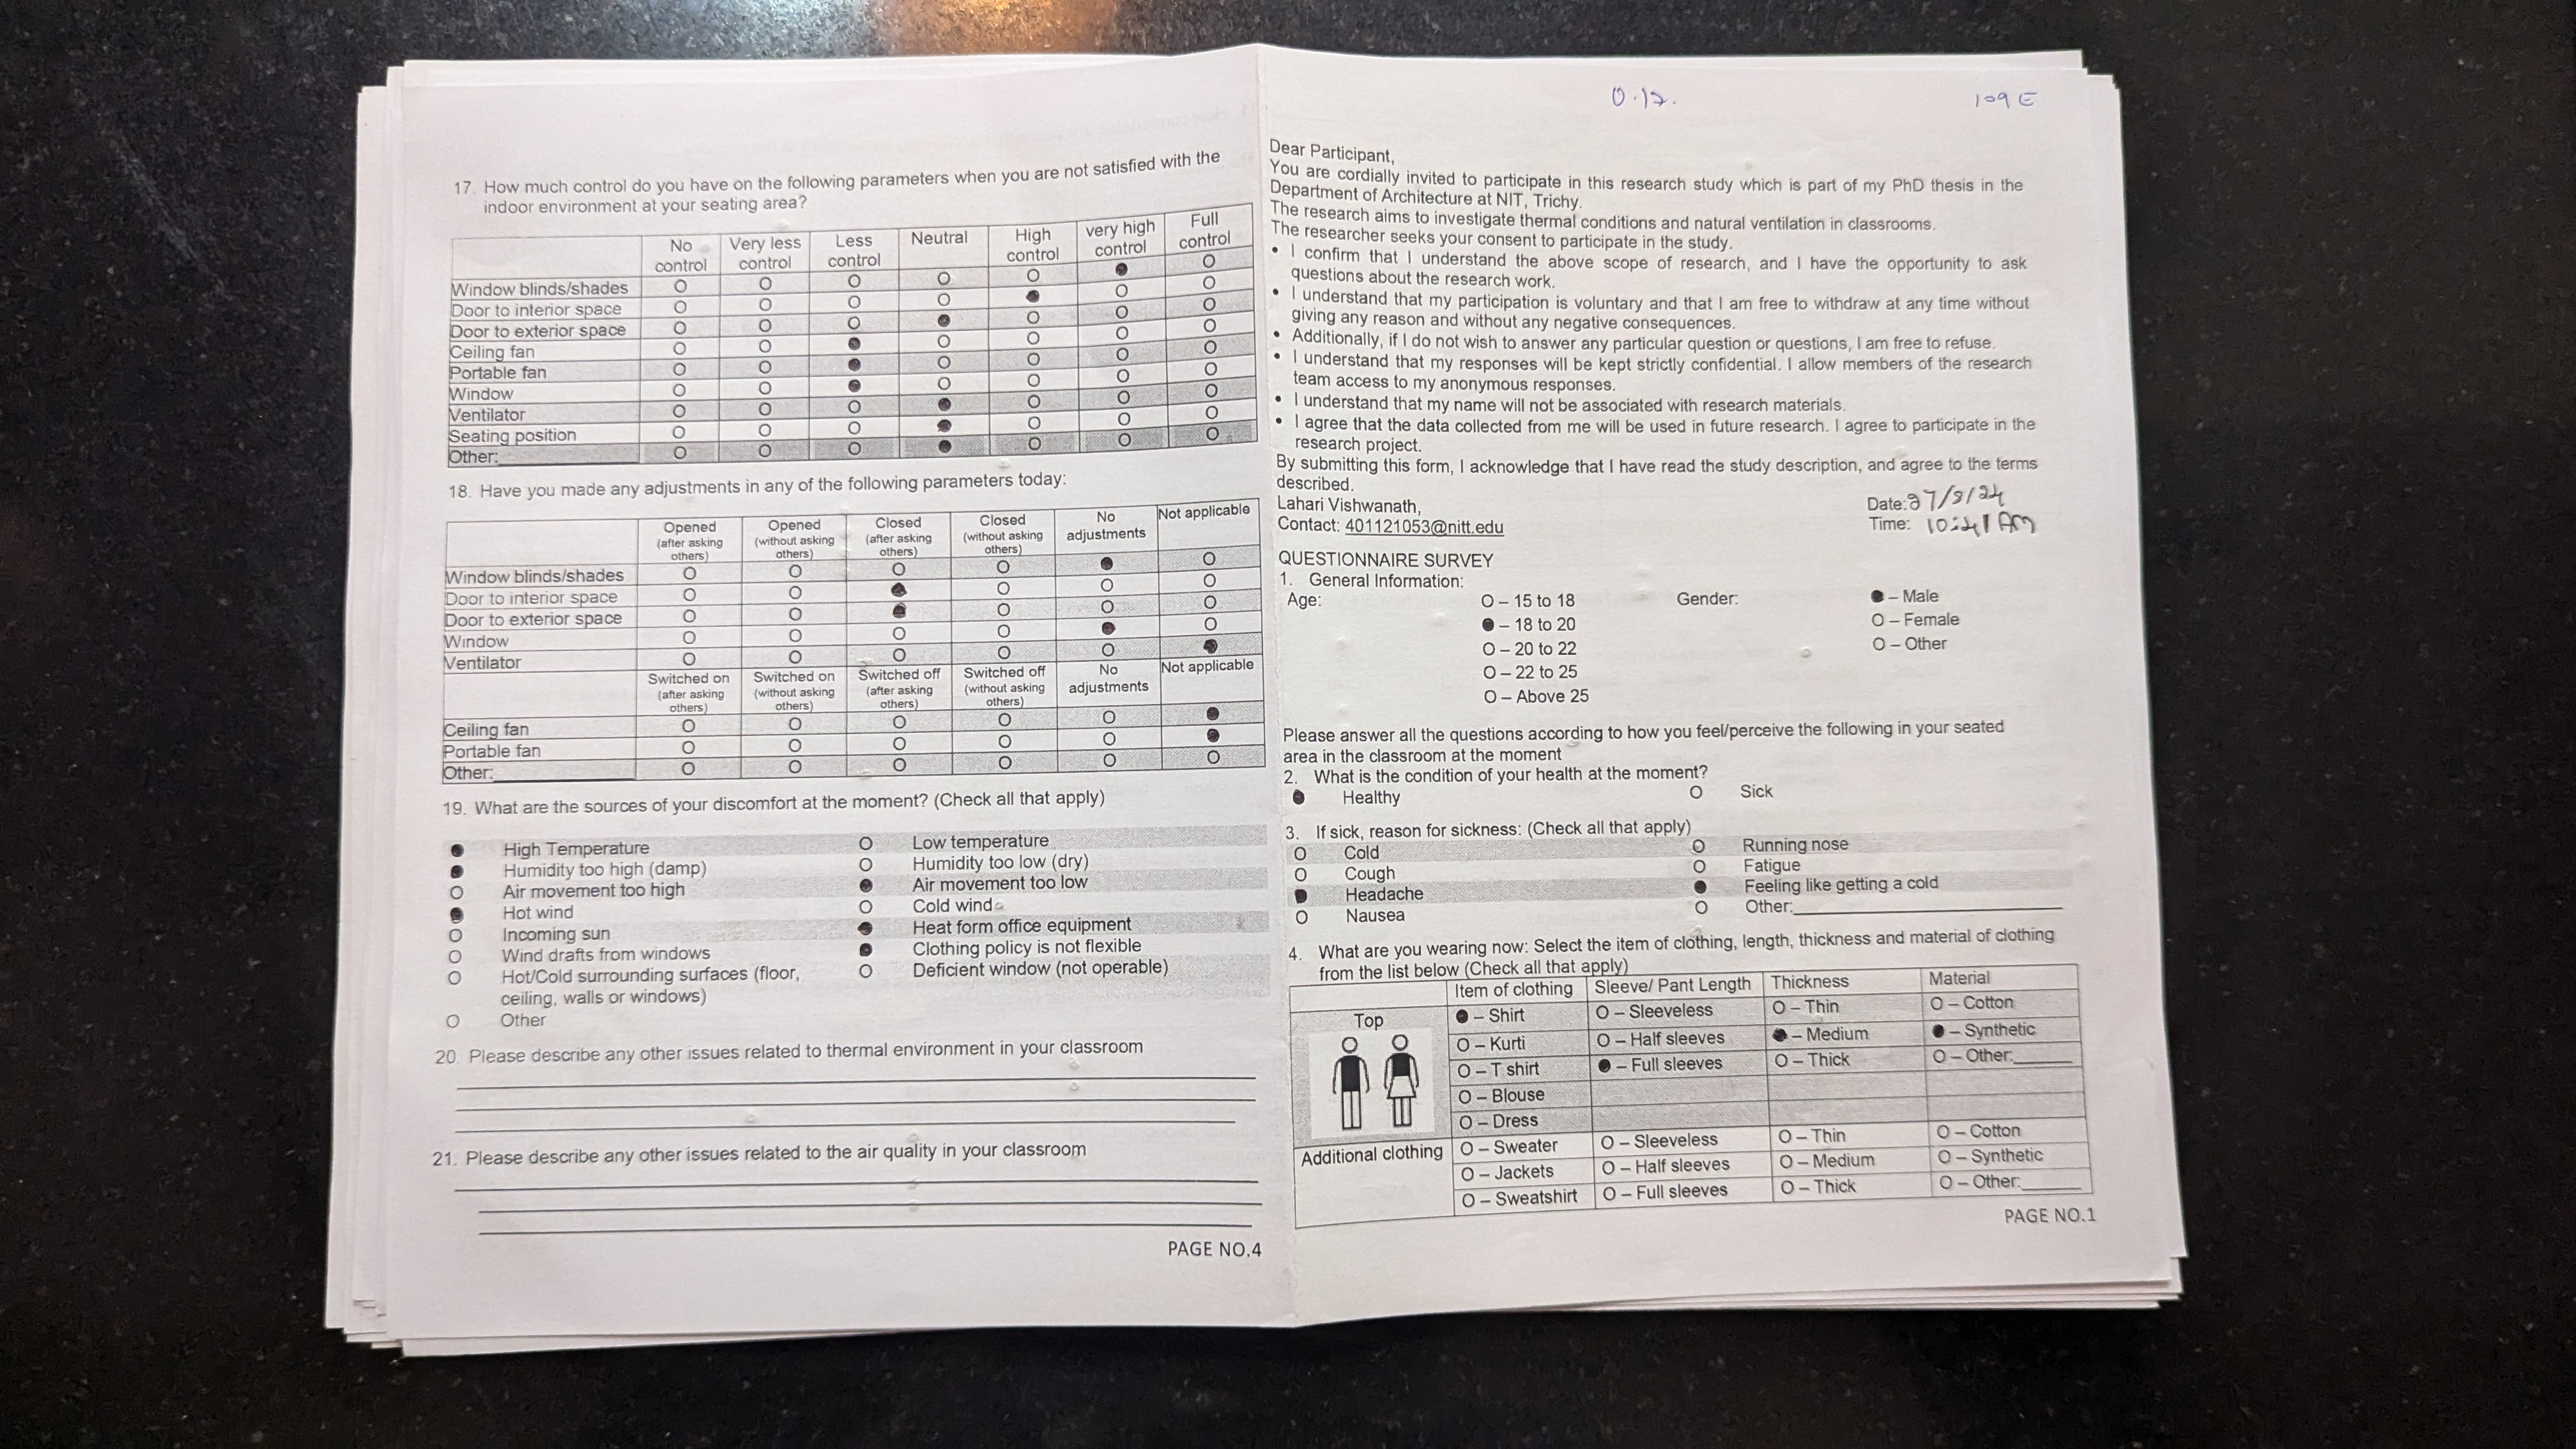 17. How much control do you have on the following parameters when you are not satisfied with the
indoor environment at your seating area?
No control Very less control Less control Neutral High control very high control Full control
Window blinds/shades O O O O O ● O
Door to interior space O O O O ● O O
Door to exterior space O O O ● O O O
Ceiling fan O O ● O O O O
Portable fan O O ● O O O O
Window O O ● O O O O
Ventilator O O O ● O O O
Seating position O O O ● O O O
Other:________ O O O ● O O O
18. Have you made any adjustments in any of the following parameters today:
Opened (after asking others) Opened (without asking others) Closed (after asking others) Closed (without asking others) No adjustments Not applicable
Window blinds/shades O O O O ● O
Door to interior space O O ● O O O
Door to exterior space O O ● O O O
Window O O O O ● O
Ventilator O O O O O ●
Switched on (after asking others) Switched on (without asking others) Switched off (after asking others) Switched off (without asking others) No adjustments Not applicable
Ceiling fan O O O O O ●
Portable fan O O O O O ●
Other:________ O O O O O O
19. What are the sources of your discomfort at the moment? (Check all that apply)
● High Temperature O Low temperature
● Humidity too high (damp) O Humidity too low (dry)
O Air movement too high ● Air movement too low
● Hot wind O Cold wind
O Incoming sun ● Heat form office equipment
O Wind drafts from windows ● Clothing policy is not flexible
O Hot/Cold surrounding surfaces (floor, O Deficient window (not operable)
ceiling, walls or windows)
O Other
20. Please describe any other issues related to thermal environment in your classroom
21. Please describe any other issues related to the air quality in your classroom
PAGE NO.4
0.17. 109 E
Dear Participant,
You are cordially invited to participate in this research study which is part of my PhD thesis in the
Department of Architecture at NIT, Trichy.
The research aims to investigate thermal conditions and natural ventilation in classrooms.
The researcher seeks your consent to participate in the study.
• I confirm that I understand the above scope of research, and I have the opportunity to ask
questions about the research work.
• I understand that my participation is voluntary and that I am free to withdraw at any time without
giving any reason and without any negative consequences.
• Additionally, if I do not wish to answer any particular question or questions, I am free to refuse.
• I understand that my responses will be kept strictly confidential. I allow members of the research
team access to my anonymous responses.
• I understand that my name will not be associated with research materials.
• I agree that the data collected from me will be used in future research. I agree to participate in the
research project.
By submitting this form, I acknowledge that I have read the study description, and agree to the terms
described.
Lahari Vishwanath, Date: 27/8/24
Contact: 401121053@nitt.edu Time: 10:41 AM
QUESTIONNAIRE SURVEY
1. General Information:
Age: O – 15 to 18 Gender: ● – Male
● – 18 to 20 O – Female
O – 20 to 22 O – Other
O – 22 to 25
O – Above 25
Please answer all the questions according to how you feel/perceive the following in your seated
area in the classroom at the moment
2. What is the condition of your health at the moment?
● Healthy O Sick
3. If sick, reason for sickness: (Check all that apply)
O Cold O Running nose
O Cough O Fatigue
● Headache ● Feeling like getting a cold
O Nausea O Other:________
4. What are you wearing now: Select the item of clothing, length, thickness and material of clothing
from the list below (Check all that apply)
Item of clothing Sleeve/ Pant Length Thickness Material
Top ● – Shirt O – Sleeveless O – Thin O – Cotton
O – Kurti O – Half sleeves ● – Medium ● – Synthetic
O – T shirt ● – Full sleeves O – Thick O – Other:______
O – Blouse
O – Dress
Additional clothing O – Sweater O – Sleeveless O – Thin O – Cotton
O – Jackets O – Half sleeves O – Medium O – Synthetic
O – Sweatshirt O – Full sleeves O – Thick O – Other:______
PAGE NO.1